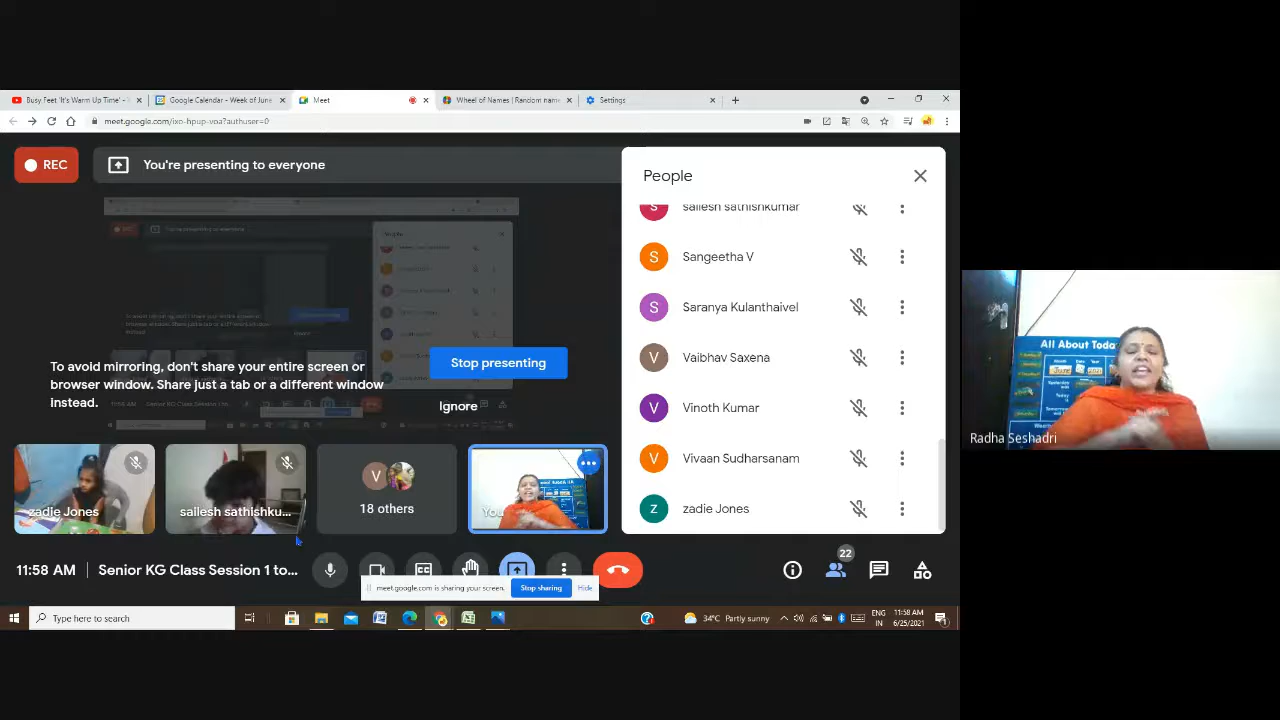 Busy Feet 'It's Warm Up Time' -
Google Calendar - Week of June
Meet
Wheel of Names | Random name
Settings
meet.google.com/ixo-hpup-voa?authuser=0
REC
You're presenting to everyone
People
sailesh sathishkumar
Sangeetha V
Saranya Kulanthaivel
Vaibhav Saxena
Vinoth Kumar
Vivaan Sudharsanam
zadie Jones
To avoid mirroring, don't share your entire screen or
browser window. Share just a tab or a different window
instead.
Stop presenting
Ignore
zadie Jones
sailesh sathishku...
V
18 others
You
11:58 AM | Senior KG Class Session 1 to...
22
meet.google.com is sharing your screen.
Stop sharing
Hide
Type here to search
34°C Partly sunny
ENG
IN
11:58 AM
6/25/2021
All About Today
June
Radha Seshadri